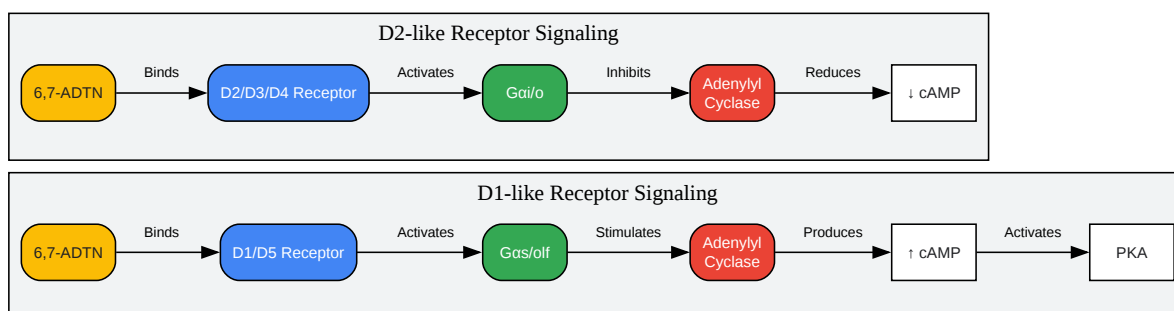 D2-like Receptor Signaling
Binds
Activates
Inhibits
Reduces
6,7-ADTN
D2/D3/D4 Receptor
Gαi/o
Adenylyl
Cyclase
↓ cAMP
D1-like Receptor Signaling
Binds
Activates
Stimulates
Produces
Activates
6,7-ADTN
D1/D5 Receptor
Gαs/olf
Adenylyl
Cyclase
↑ cAMP
PKA